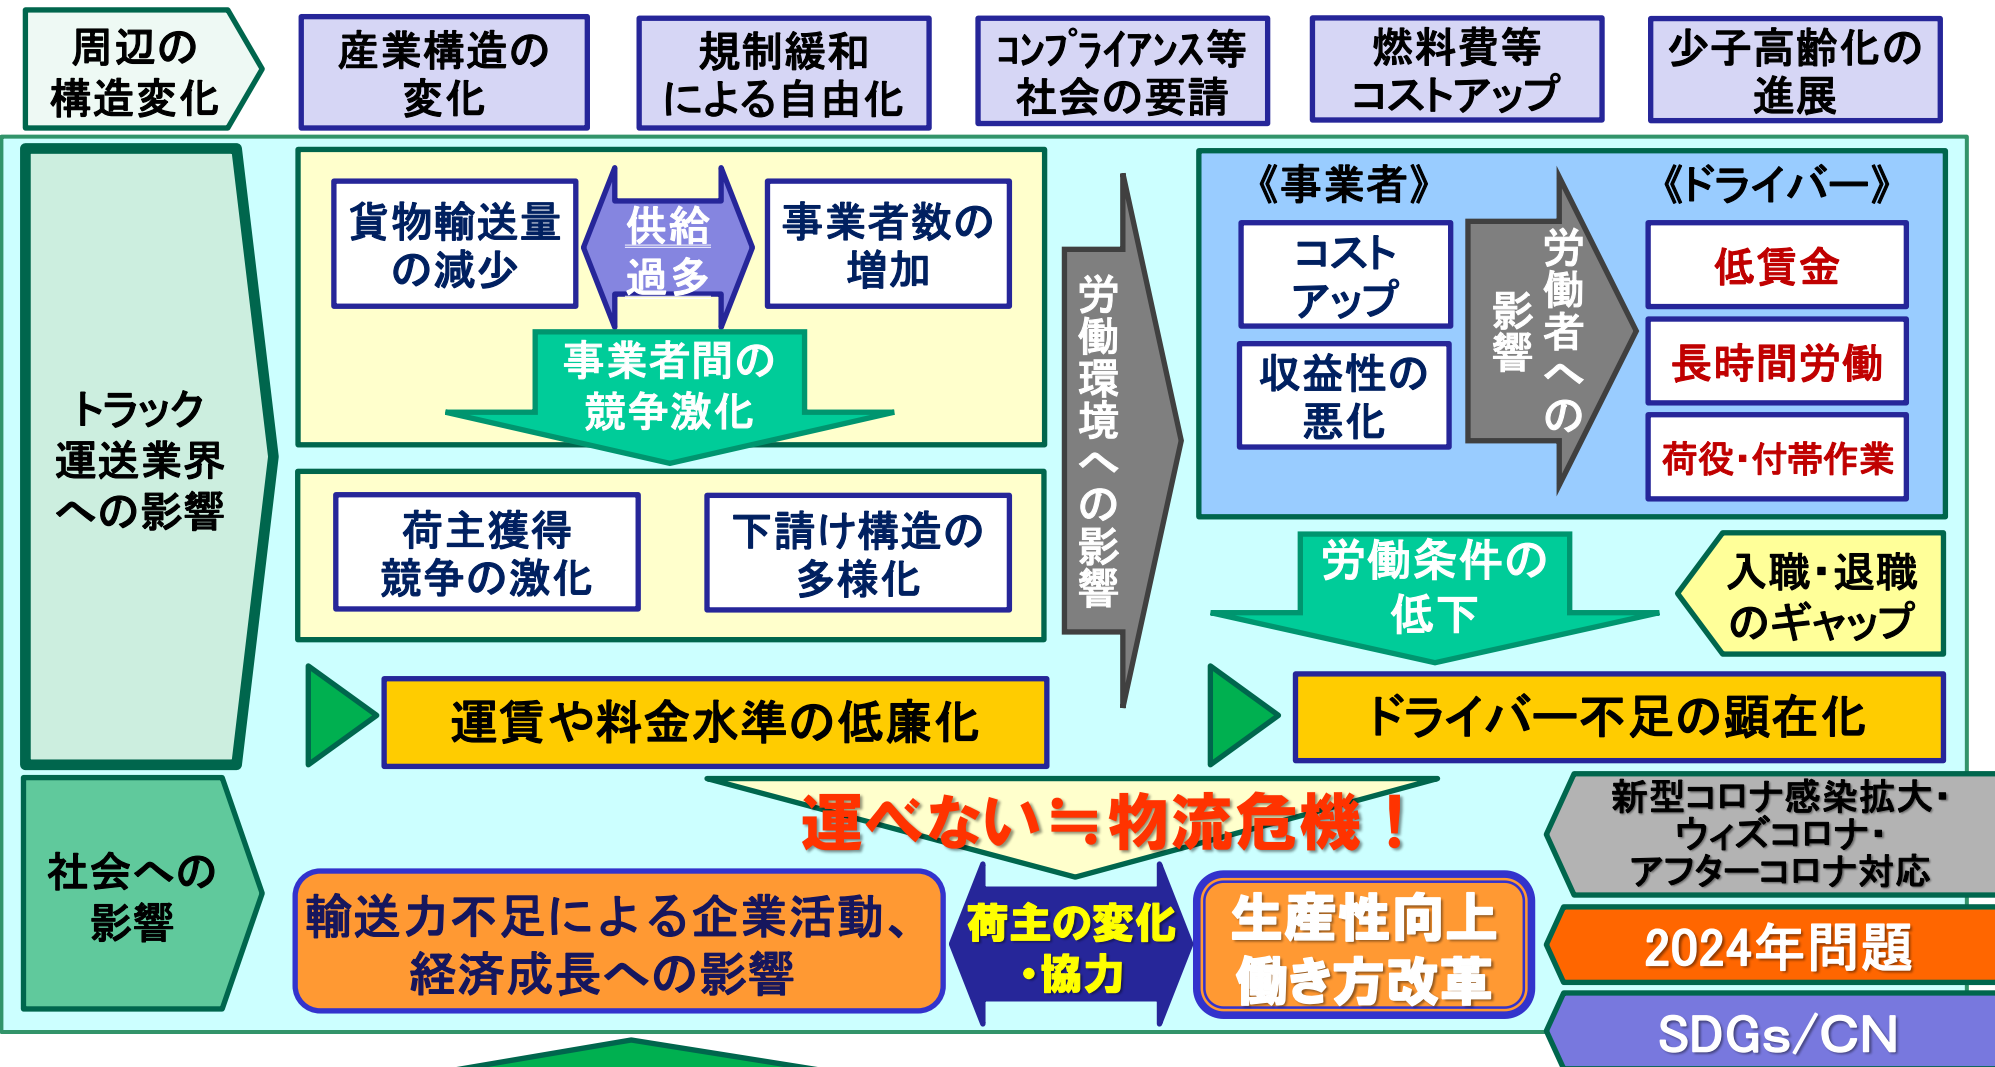 周辺の
構造変化
産業構造の
変化
規制緩和
による自由化
コンプライアンス等
社会の要請
燃料費等
コストアップ
少子高齢化の
進展
トラック
運送業界
への影響
貨物輸送量
の減少
供給
過多
事業者数の
増加
事業者間の
競争激化
荷主獲得
競争の激化
下請け構造の
多様化
運賃や料金水準の低廉化
労働環境への影響
《事業者》
コスト
アップ
収益性の
悪化
労働者への
影響
《ドライバー》
低賃金
長時間労働
荷役・付帯作業
労働条件の
低下
入職・退職
のギャップ
ドライバー不足の顕在化
社会への
影響
運べない≒物流危機！
輸送力不足による企業活動、
経済成長への影響
荷主の変化
・協力
生産性向上
働き方改革
新型コロナ感染拡大・
ウィズコロナ・
アフターコロナ対応
2024年問題
SDGs/CN